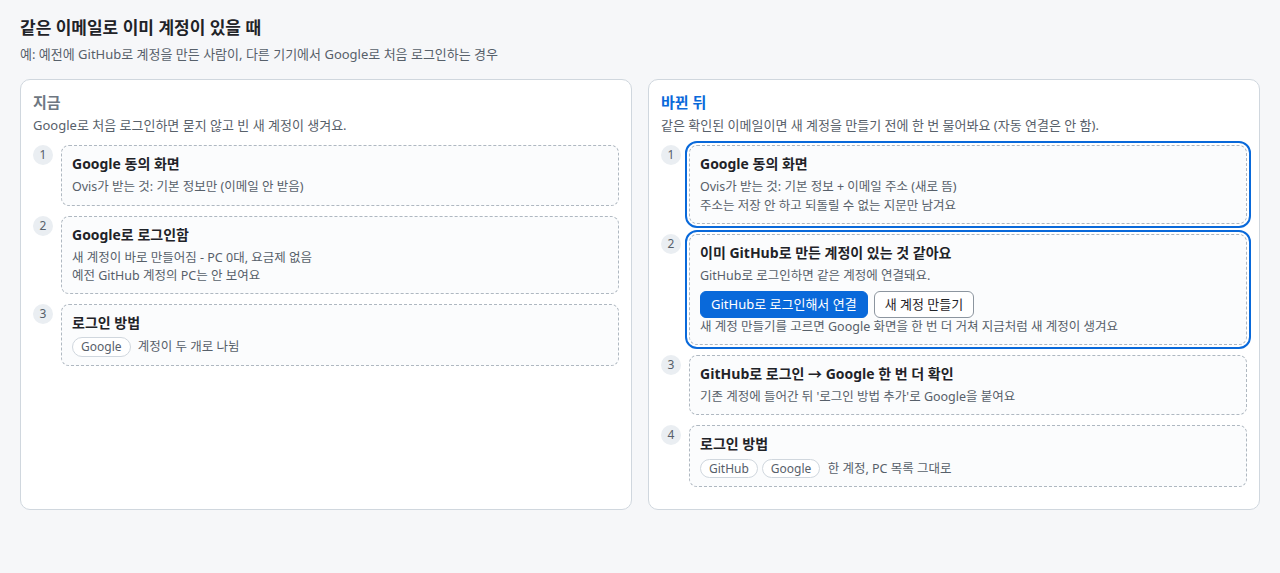 같은 이메일로 이미 계정이 있을 때
예: 예전에 GitHub로 계정을 만든 사람이, 다른 기기에서 Google로 처음 로그인하는 경우
지금
Google로 처음 로그인하면 묻지 않고 빈 새 계정이 생겨요.
1
Google 동의 화면
Ovis가 받는 것: 기본 정보만 (이메일 안 받음)
2
Google로 로그인함
새 계정이 바로 만들어짐 - PC 0대, 요금제 없음
예전 GitHub 계정의 PC는 안 보여요
3
로그인 방법
Google 계정이 두 개로 나뉨
바뀐 뒤
같은 확인된 이메일이면 새 계정을 만들기 전에 한 번 물어봐요 (자동 연결은 안 함).
1
Google 동의 화면
Ovis가 받는 것: 기본 정보 + 이메일 주소 (새로 뜸)
주소는 저장 안 하고 되돌릴 수 없는 지문만 남겨요
2
이미 GitHub로 만든 계정이 있는 것 같아요
GitHub로 로그인하면 같은 계정에 연결돼요.
GitHub로 로그인해서 연결 새 계정 만들기
새 계정 만들기를 고르면 Google 화면을 한 번 더 거쳐 지금처럼 새 계정이 생겨요
3
GitHub로 로그인 → Google 한 번 더 확인
기존 계정에 들어간 뒤 '로그인 방법 추가'로 Google을 붙여요
4
로그인 방법
GitHub Google 한 계정, PC 목록 그대로